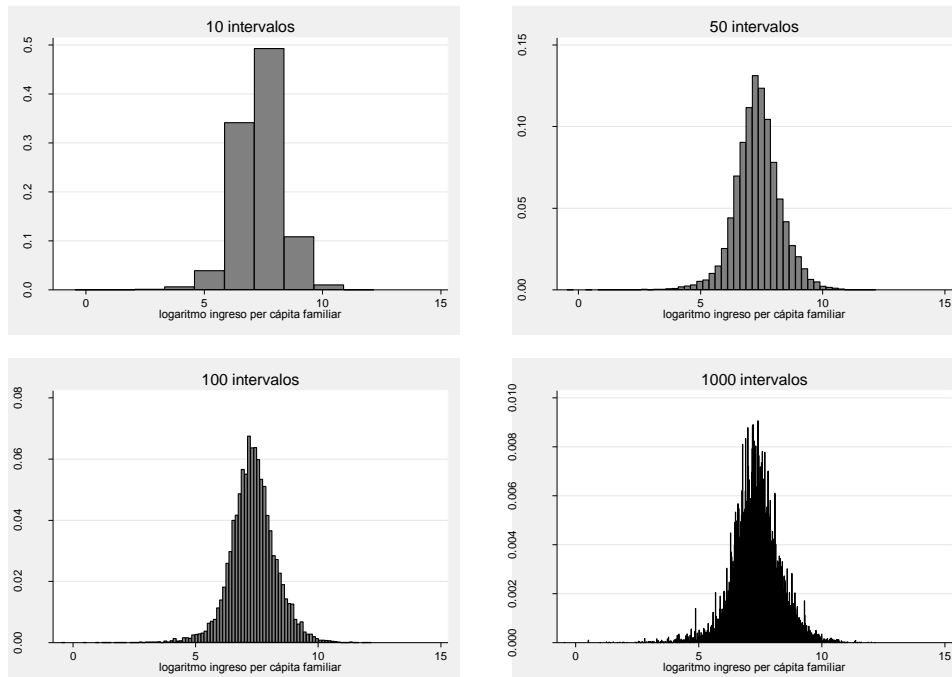 10 intervalos
0.5
0.4
0.3
0.2
0.1
0.0
0 5 10 15
logaritmo ingreso per cápita familiar
50 intervalos
0.15
0.10
0.05
0.00
0 5 10 15
logaritmo ingreso per cápita familiar
100 intervalos
0.08
0.06
0.04
0.02
0.00
0 5 10 15
logaritmo ingreso per cápita familiar
1000 intervalos
0.010
0.008
0.006
0.004
0.002
0.000
0 5 10 15
logaritmo ingreso per cápita familiar